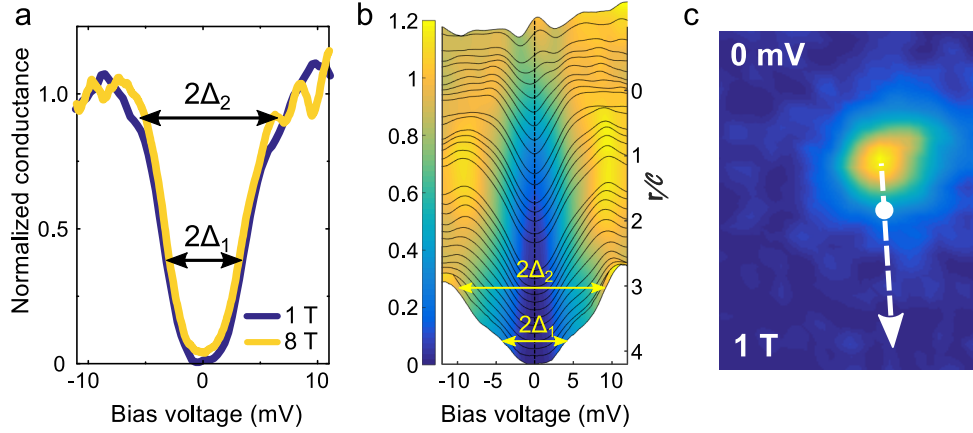 a
Normalized conductance
1.0
0.5
0
2Δ₂
2Δ₁
1 T
8 T
-10
0
10
Bias voltage (mV)
b
1.2
1
0.8
0.6
0.4
0.2
0
2Δ₂
2Δ₁
0
1
2
3
4
r/C
-10
-5
0
5
10
Bias voltage (mV)
c
0 mV
1 T